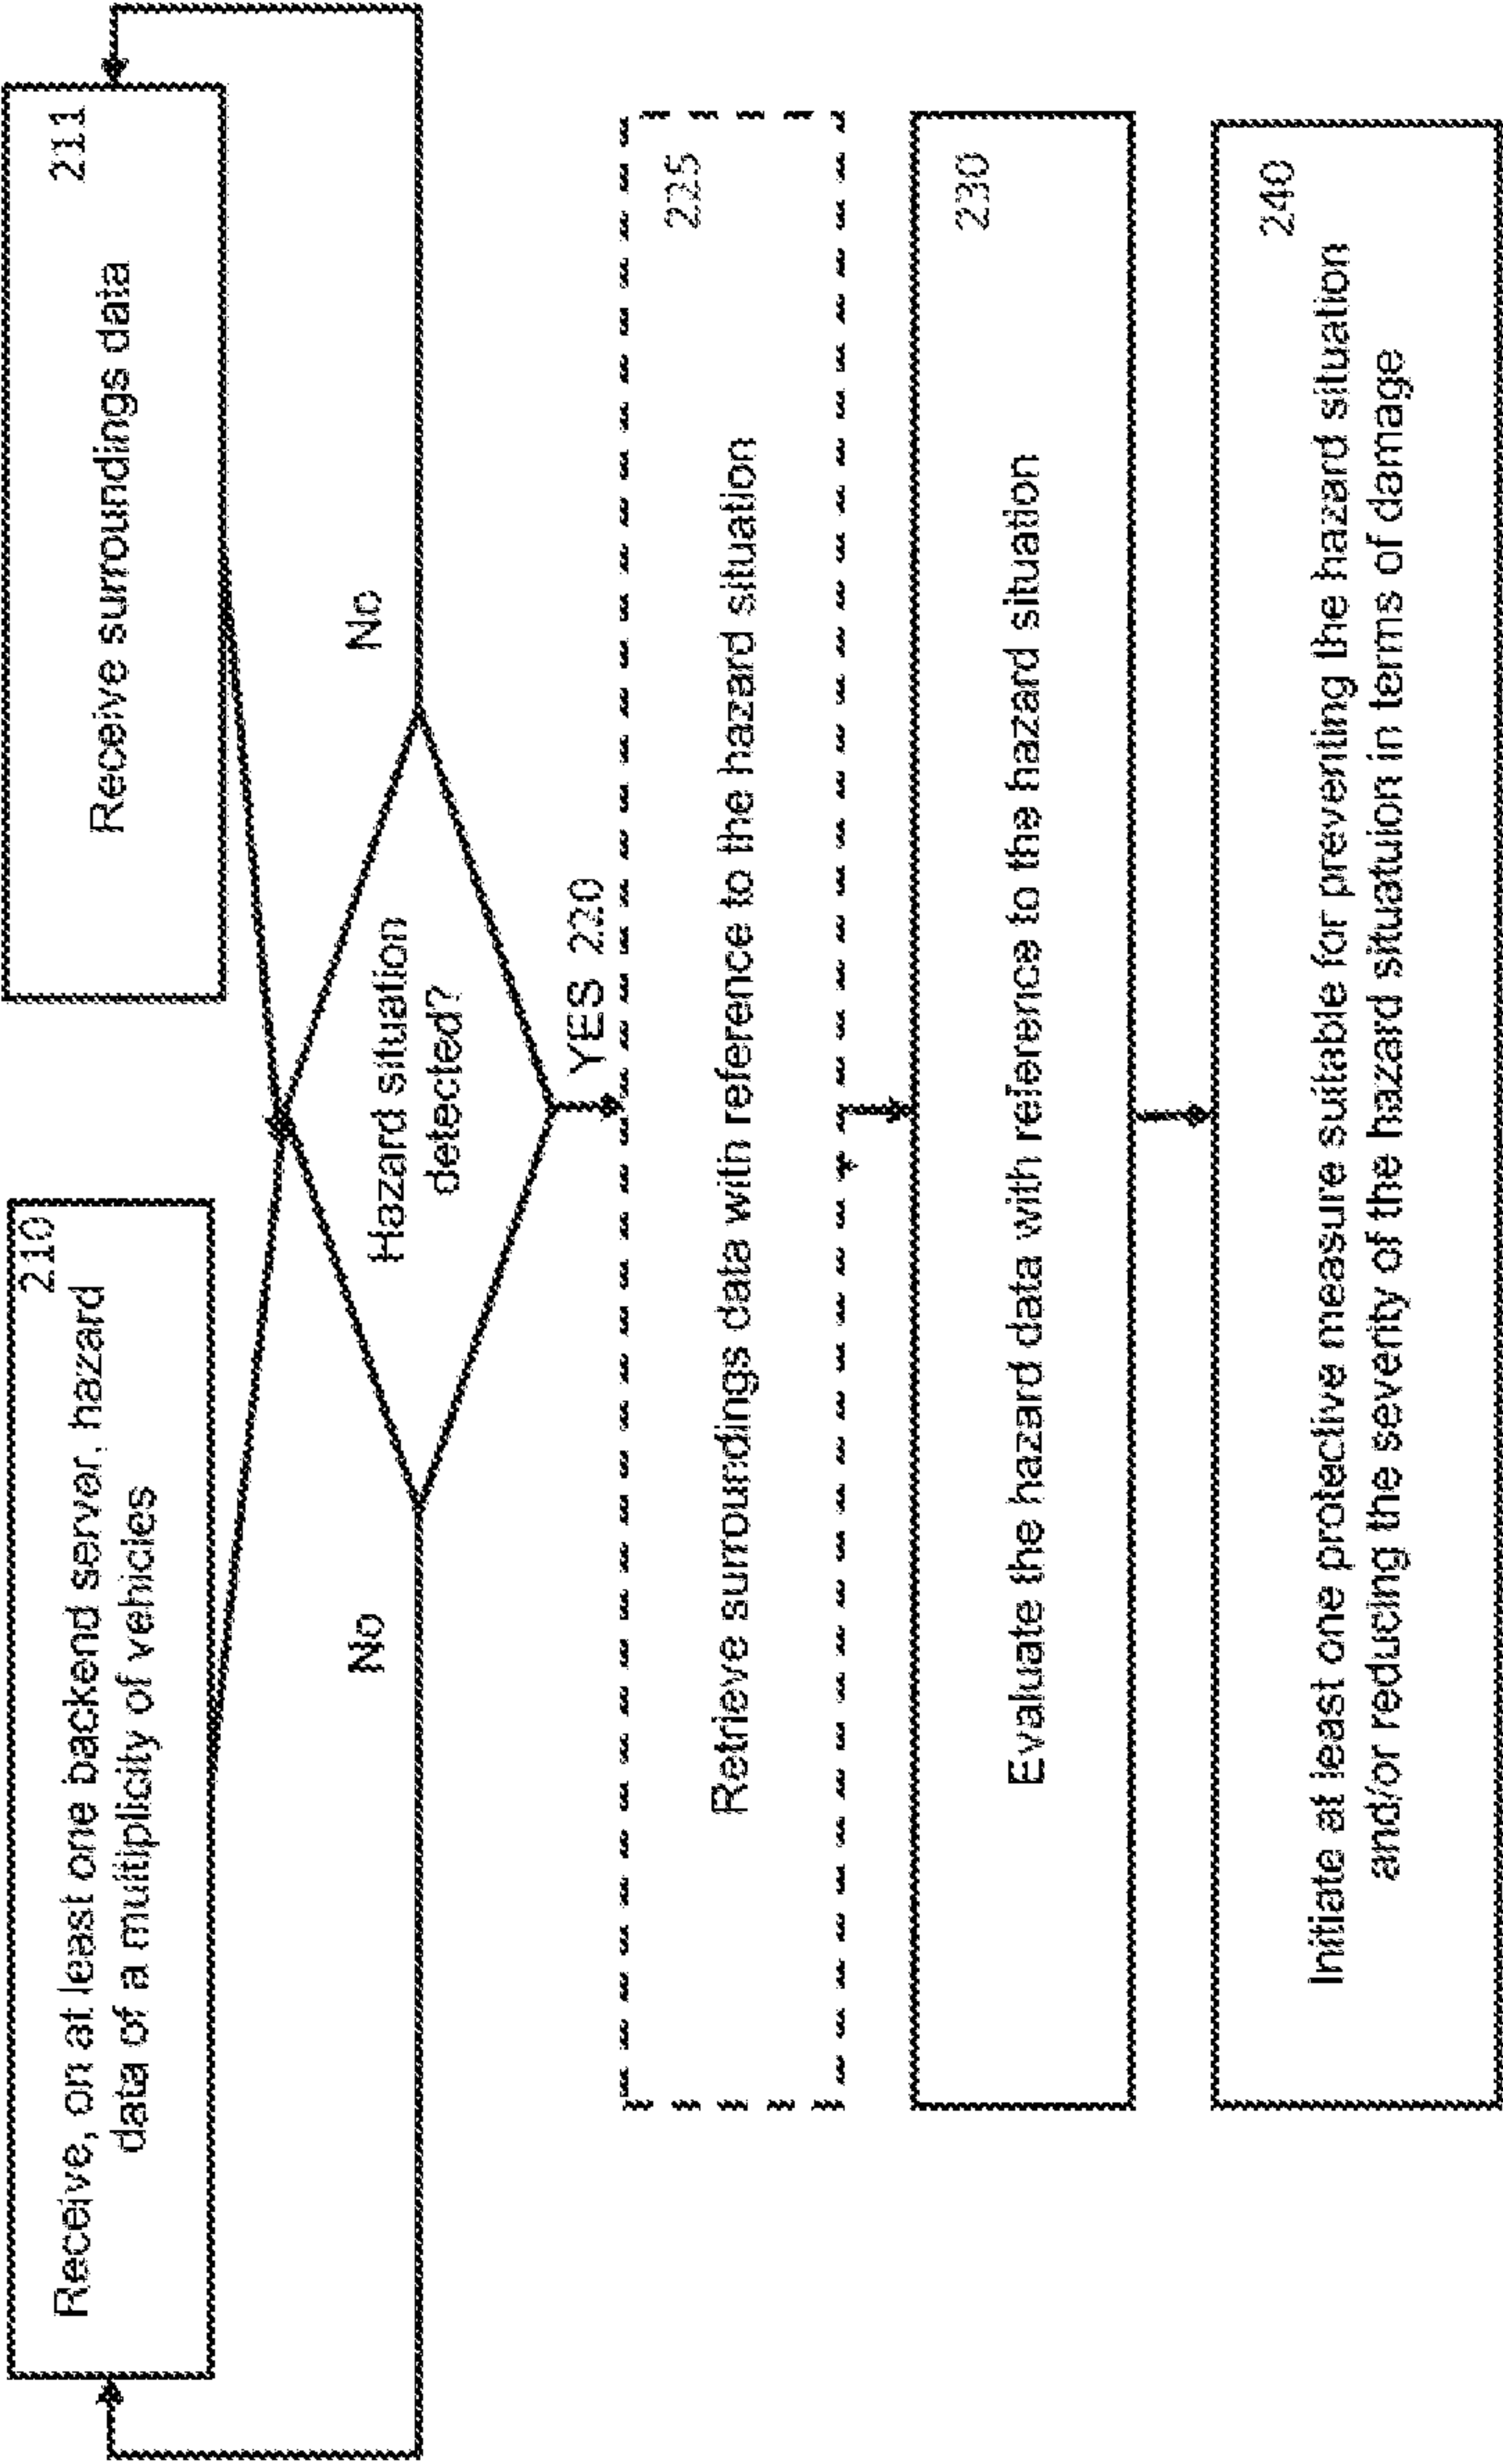 210
Receive, on at least one backend server, hazard
data of a multiplicity of vehicles
211
Receive surroundings data
No
Hazard situation
detected?
No
YES 220
225
Retrieve surroundings data with reference to the hazard situation
230
Evaluate the hazard data with reference to the hazard situation
240
Initiate at least one protective measure suitable for preventing the hazard situation
and/or reducing the severity of the hazard situatuion in terms of damage